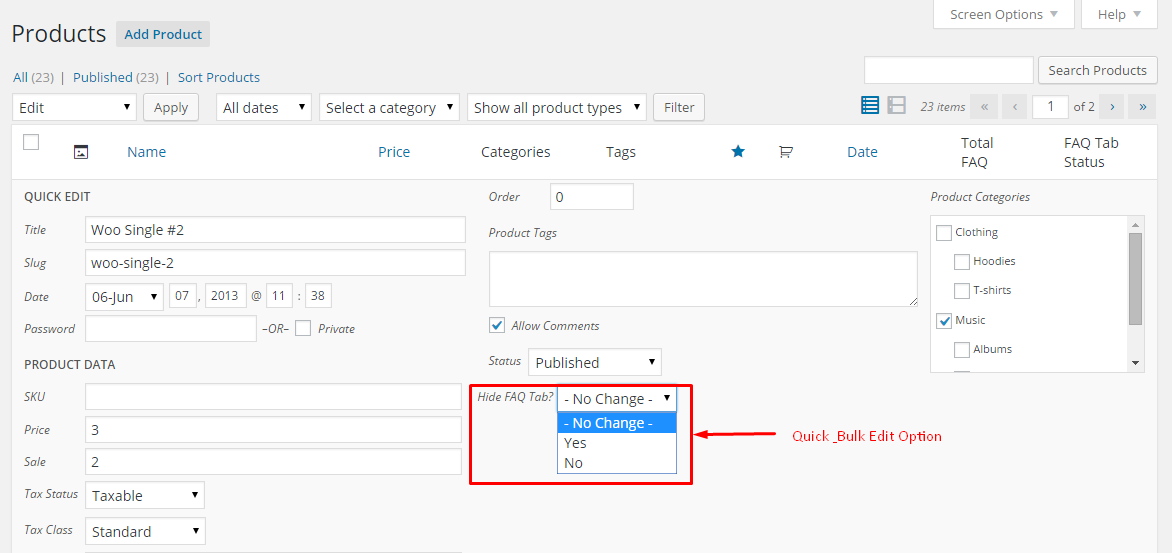 Screen Options Help
Products Add Product
All (23) | Published (23) | Sort Products
Search Products
Edit Apply All dates Select a category Show all product types Filter 23 items « ‹ 1 of 2 › »
Name Price Categories Tags Date Total FAQ FAQ Tab Status
QUICK EDIT
Title Woo Single #2
Slug woo-single-2
Date 06-Jun 07 , 2013 @ 11 : 38
Password –OR– Private
PRODUCT DATA
SKU
Price 3
Sale 2
Tax Status Taxable
Tax Class Standard
Order 0
Product Tags
Allow Comments
Status Published
Hide FAQ Tab? - No Change -
- No Change -
Yes
No
Quick _Bulk Edit Option
Product Categories
Clothing
Hoodies
T-shirts
Music
Albums